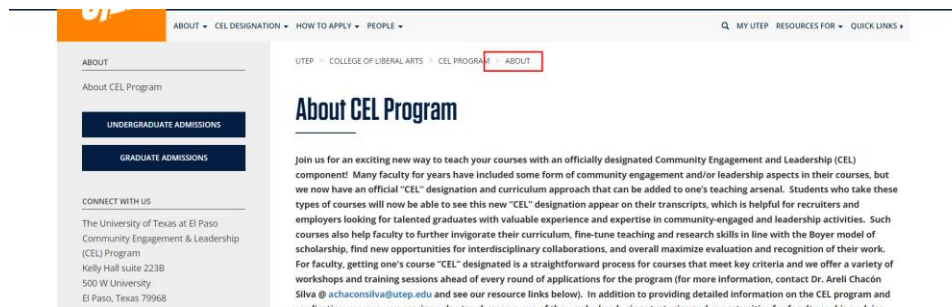 ABOUT CEL DESIGNATION HOW TO APPLY PEOPLE MY UTEP RESOURCES FOR QUICK LINKS
ABOUT
About CEL Program
UNDERGRADUATE ADMISSIONS
GRADUATE ADMISSIONS
CONNECT WITH US
The University of Texas at El Paso
Community Engagement & Leadership
(CEL) Program
Kelly Hall suite 223B
500 W University
El Paso, Texas 79968
UTEP > COLLEGE OF LIBERAL ARTS > CEL PROGRAM > ABOUT
About CEL Program
Join us for an exciting new way to teach your courses with an officially designated Community Engagement and Leadership (CEL)
component! Many faculty for years have included some form of community engagement and/or leadership aspects in their courses, but
we now have an official "CEL" designation and curriculum approach that can be added to one's teaching arsenal. Students who take these
types of courses will now be able to see this new "CEL" designation appear on their transcripts, which is helpful for recruiters and
employers looking for talented graduates with valuable experience and expertise in community-engaged and leadership activities. Such
courses also help faculty to further invigorate their curriculum, fine-tune teaching and research skills in line with the Boyer model of
scholarship, find new opportunities for interdisciplinary collaborations, and overall maximize evaluation and recognition of their work.
For faculty, getting one's course "CEL" designated is a straightforward process for courses that meet key criteria and we offer a variety of
workshops and training sessions ahead of every round of applications for the program (for more information, contact Dr. Areli Chacón
Silva @ achaconsilva@utep.edu and see our resource links below). In addition to providing detailed information on the CEL program and